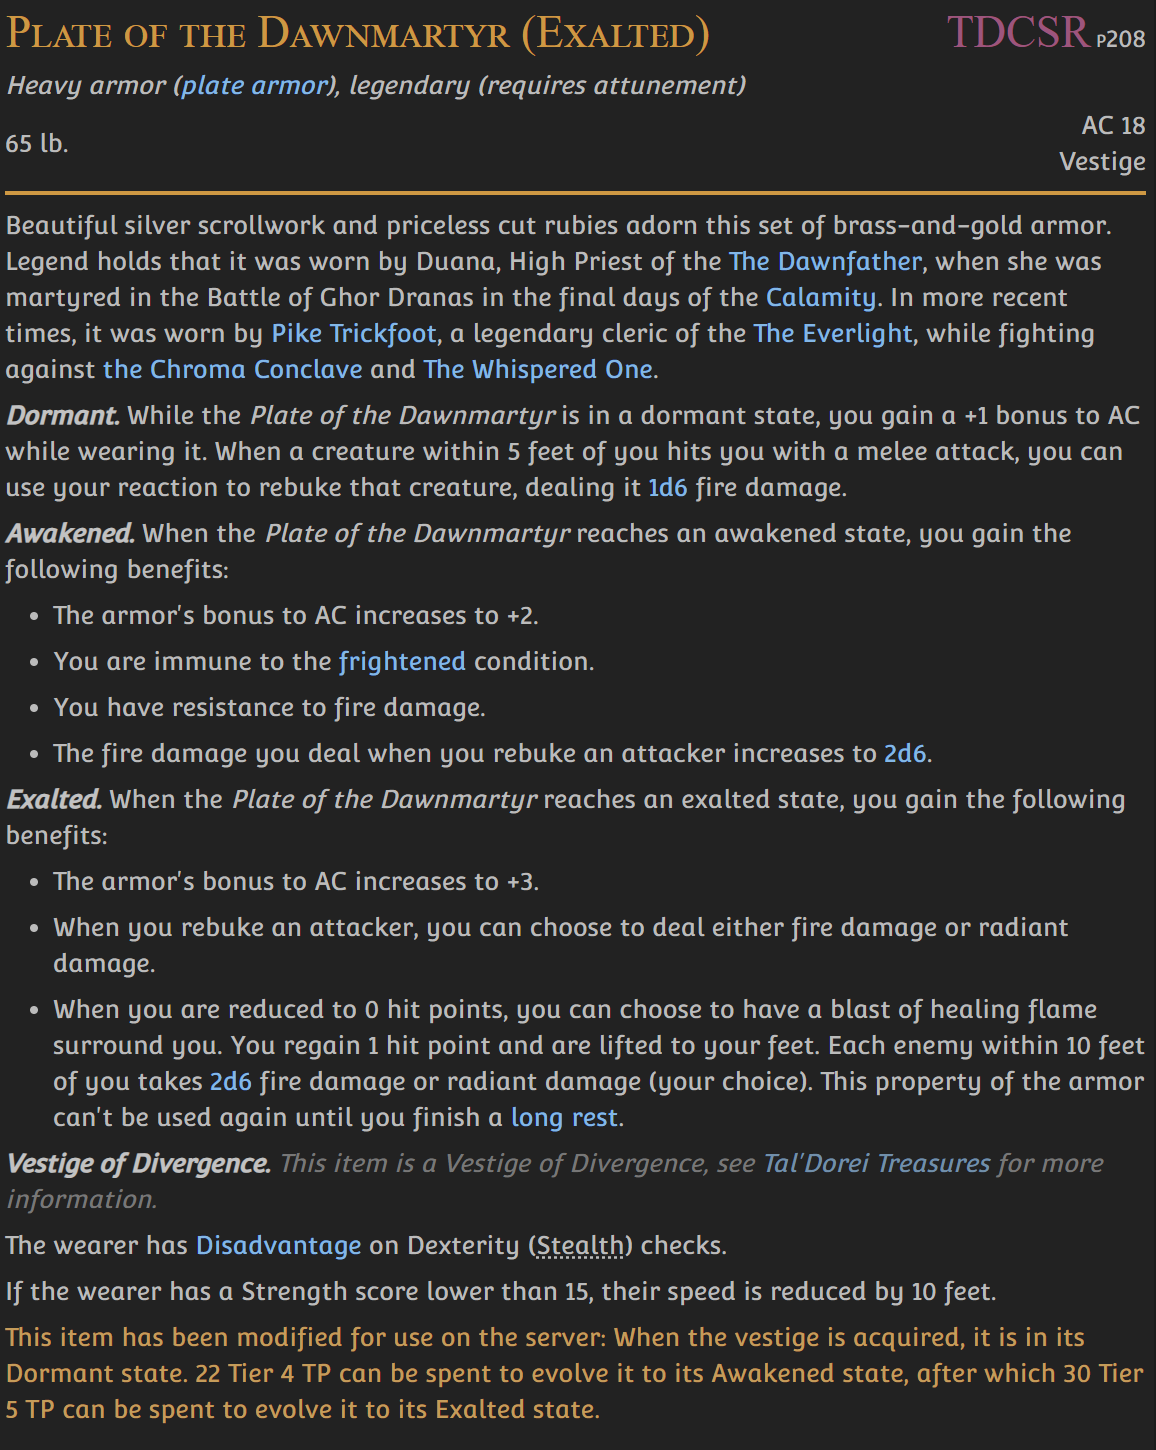 Plate of the Dawnmartyr (Exalted) TDCSR p208
Heavy armor (plate armor), legendary (requires attunement)
65 lb.
AC 18
Vestige
Beautiful silver scrollwork and priceless cut rubies adorn this set of brass-and-gold armor.
Legend holds that it was worn by Duana, High Priest of the The Dawnfather, when she was
martyred in the Battle of Ghor Dranas in the final days of the Calamity. In more recent
times, it was worn by Pike Trickfoot, a legendary cleric of the The Everlight, while fighting
against the Chroma Conclave and The Whispered One.
Dormant. While the Plate of the Dawnmartyr is in a dormant state, you gain a +1 bonus to AC
while wearing it. When a creature within 5 feet of you hits you with a melee attack, you can
use your reaction to rebuke that creature, dealing it 1d6 fire damage.
Awakened. When the Plate of the Dawnmartyr reaches an awakened state, you gain the
following benefits:
• The armor's bonus to AC increases to +2.
• You are immune to the frightened condition.
• You have resistance to fire damage.
• The fire damage you deal when you rebuke an attacker increases to 2d6.
Exalted. When the Plate of the Dawnmartyr reaches an exalted state, you gain the following
benefits:
• The armor's bonus to AC increases to +3.
• When you rebuke an attacker, you can choose to deal either fire damage or radiant
damage.
• When you are reduced to 0 hit points, you can choose to have a blast of healing flame
surround you. You regain 1 hit point and are lifted to your feet. Each enemy within 10 feet
of you takes 2d6 fire damage or radiant damage (your choice). This property of the armor
can't be used again until you finish a long rest.
Vestige of Divergence. This item is a Vestige of Divergence, see Tal'Dorei Treasures for more
information.
The wearer has Disadvantage on Dexterity (Stealth) checks.
If the wearer has a Strength score lower than 15, their speed is reduced by 10 feet.
This item has been modified for use on the server: When the vestige is acquired, it is in its
Dormant state. 22 Tier 4 TP can be spent to evolve it to its Awakened state, after which 30 Tier
5 TP can be spent to evolve it to its Exalted state.